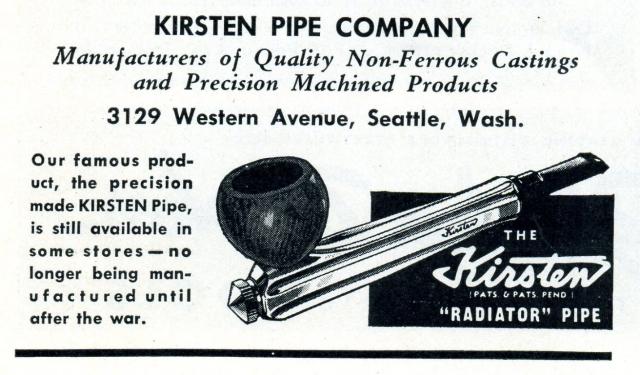 KIRSTEN PIPE COMPANY
Manufacturers of Quality Non-Ferrous Castings
and Precision Machined Products
3129 Western Avenue, Seattle, Wash.
Our famous prod-
uct, the precision
made KIRSTEN Pipe,
is still available in
some stores—no
longer being man-
ufactured until
after the war.
Kirsten
THE
Kirsten
(PATS. & PATS. PEND.)
"RADIATOR" PIPE